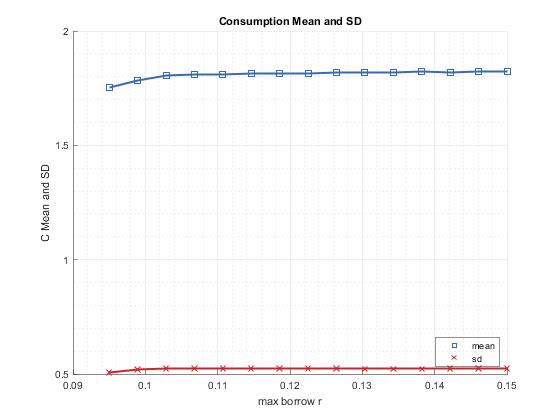 Consumption Mean and SD
2
1.5
1
0.5
C Mean and SD
0.09
0.1
0.11
0.12
0.13
0.14
0.15
max borrow r
mean
sd